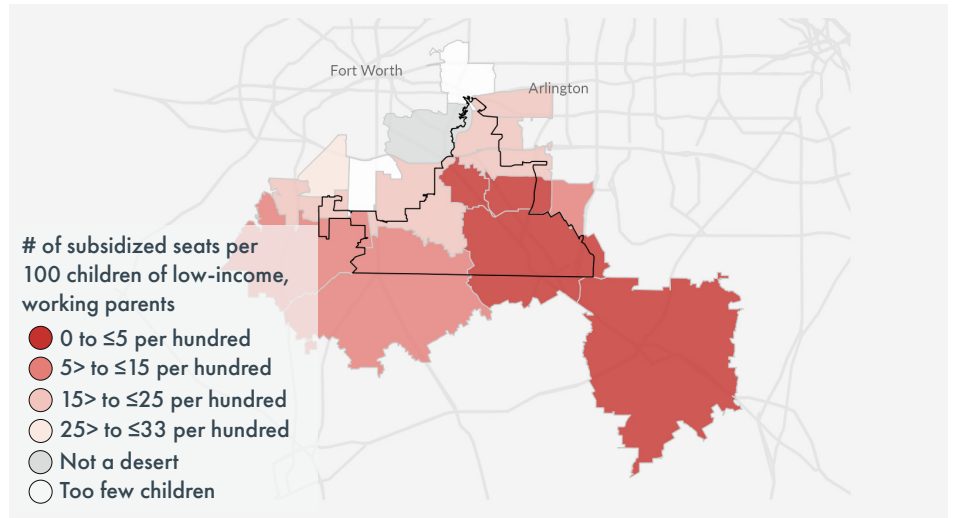 Fort Worth
Arlington
# of subsidized seats per
100 children of low-income,
working parents
0 to ≤5 per hundred
5> to ≤15 per hundred
15> to ≤25 per hundred
25> to ≤33 per hundred
Not a desert
Too few children